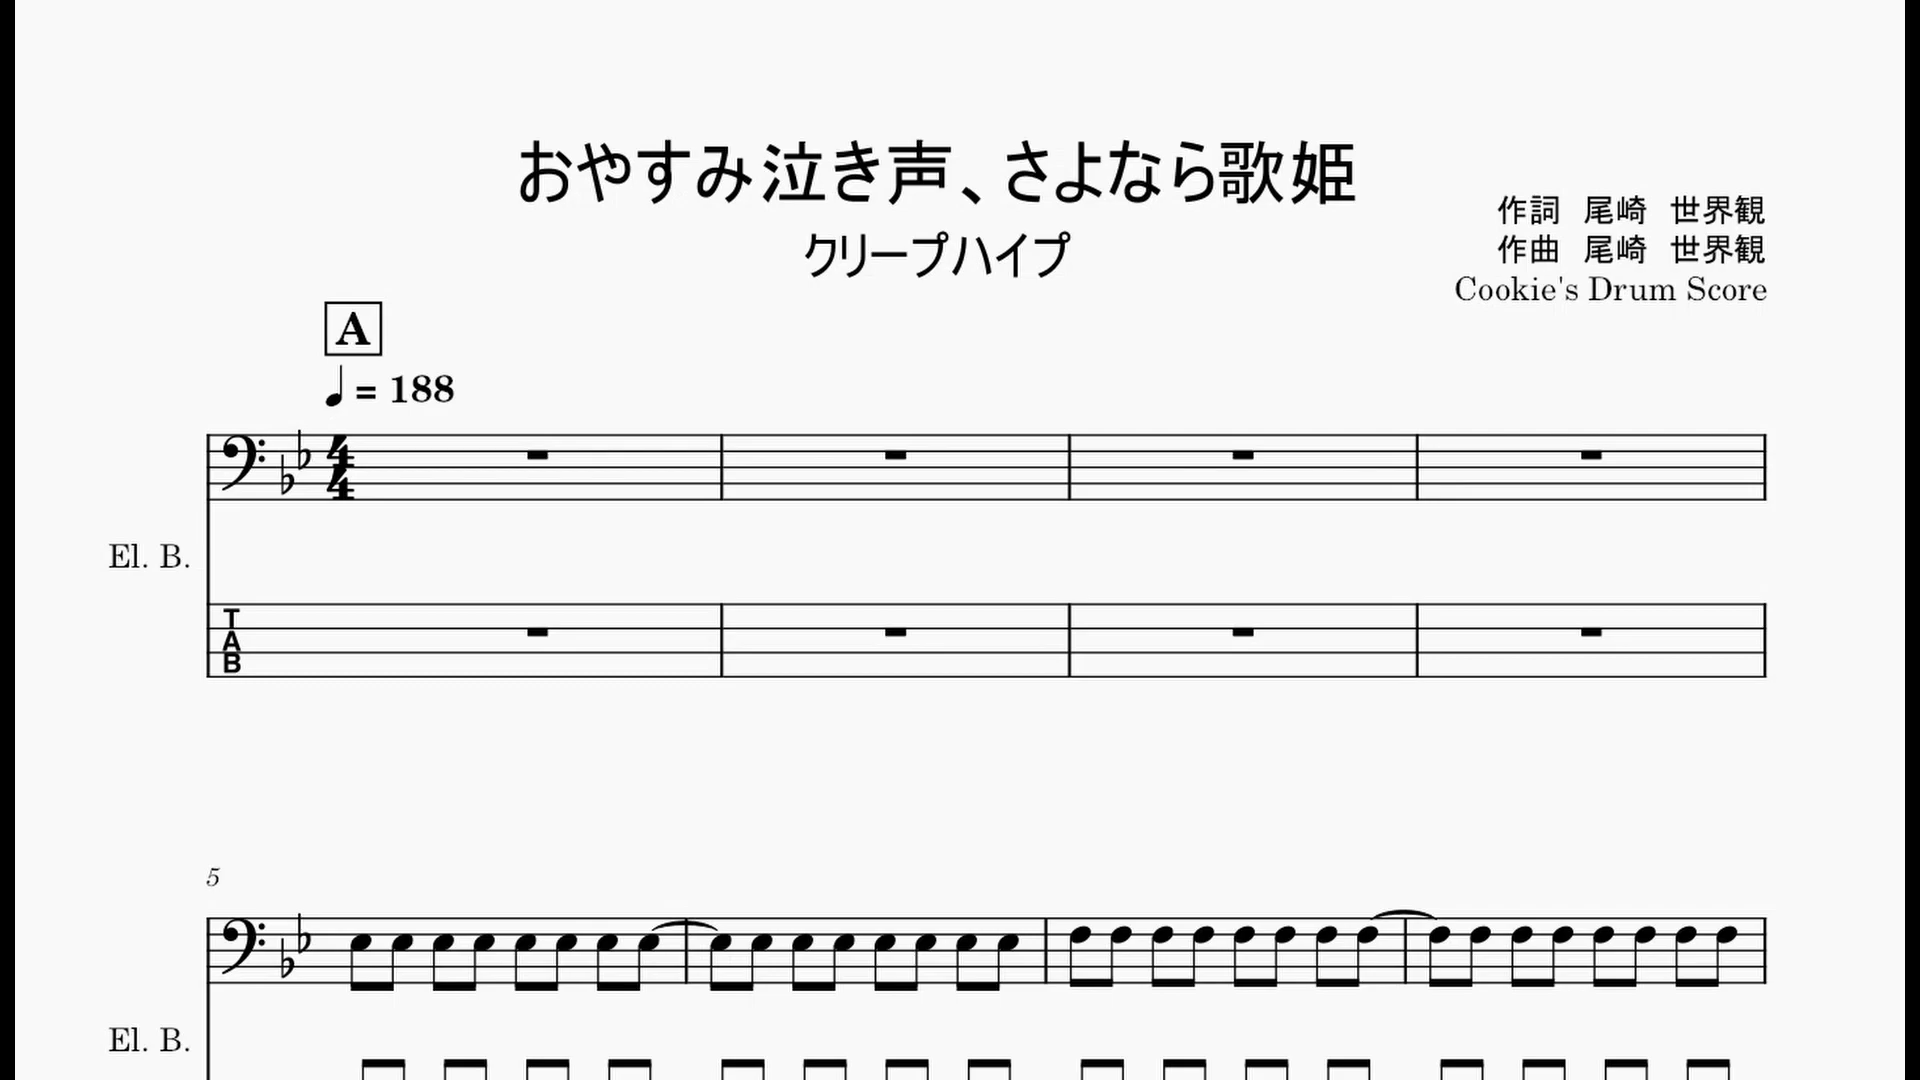 おやすみ泣き声、さよなら歌姫
クリープハイプ
作詞　尾崎　世界観
作曲　尾崎　世界観
Cookie's Drum Score
A
♩ = 188
4
4
El. B.
T
A
B
5
El. B.